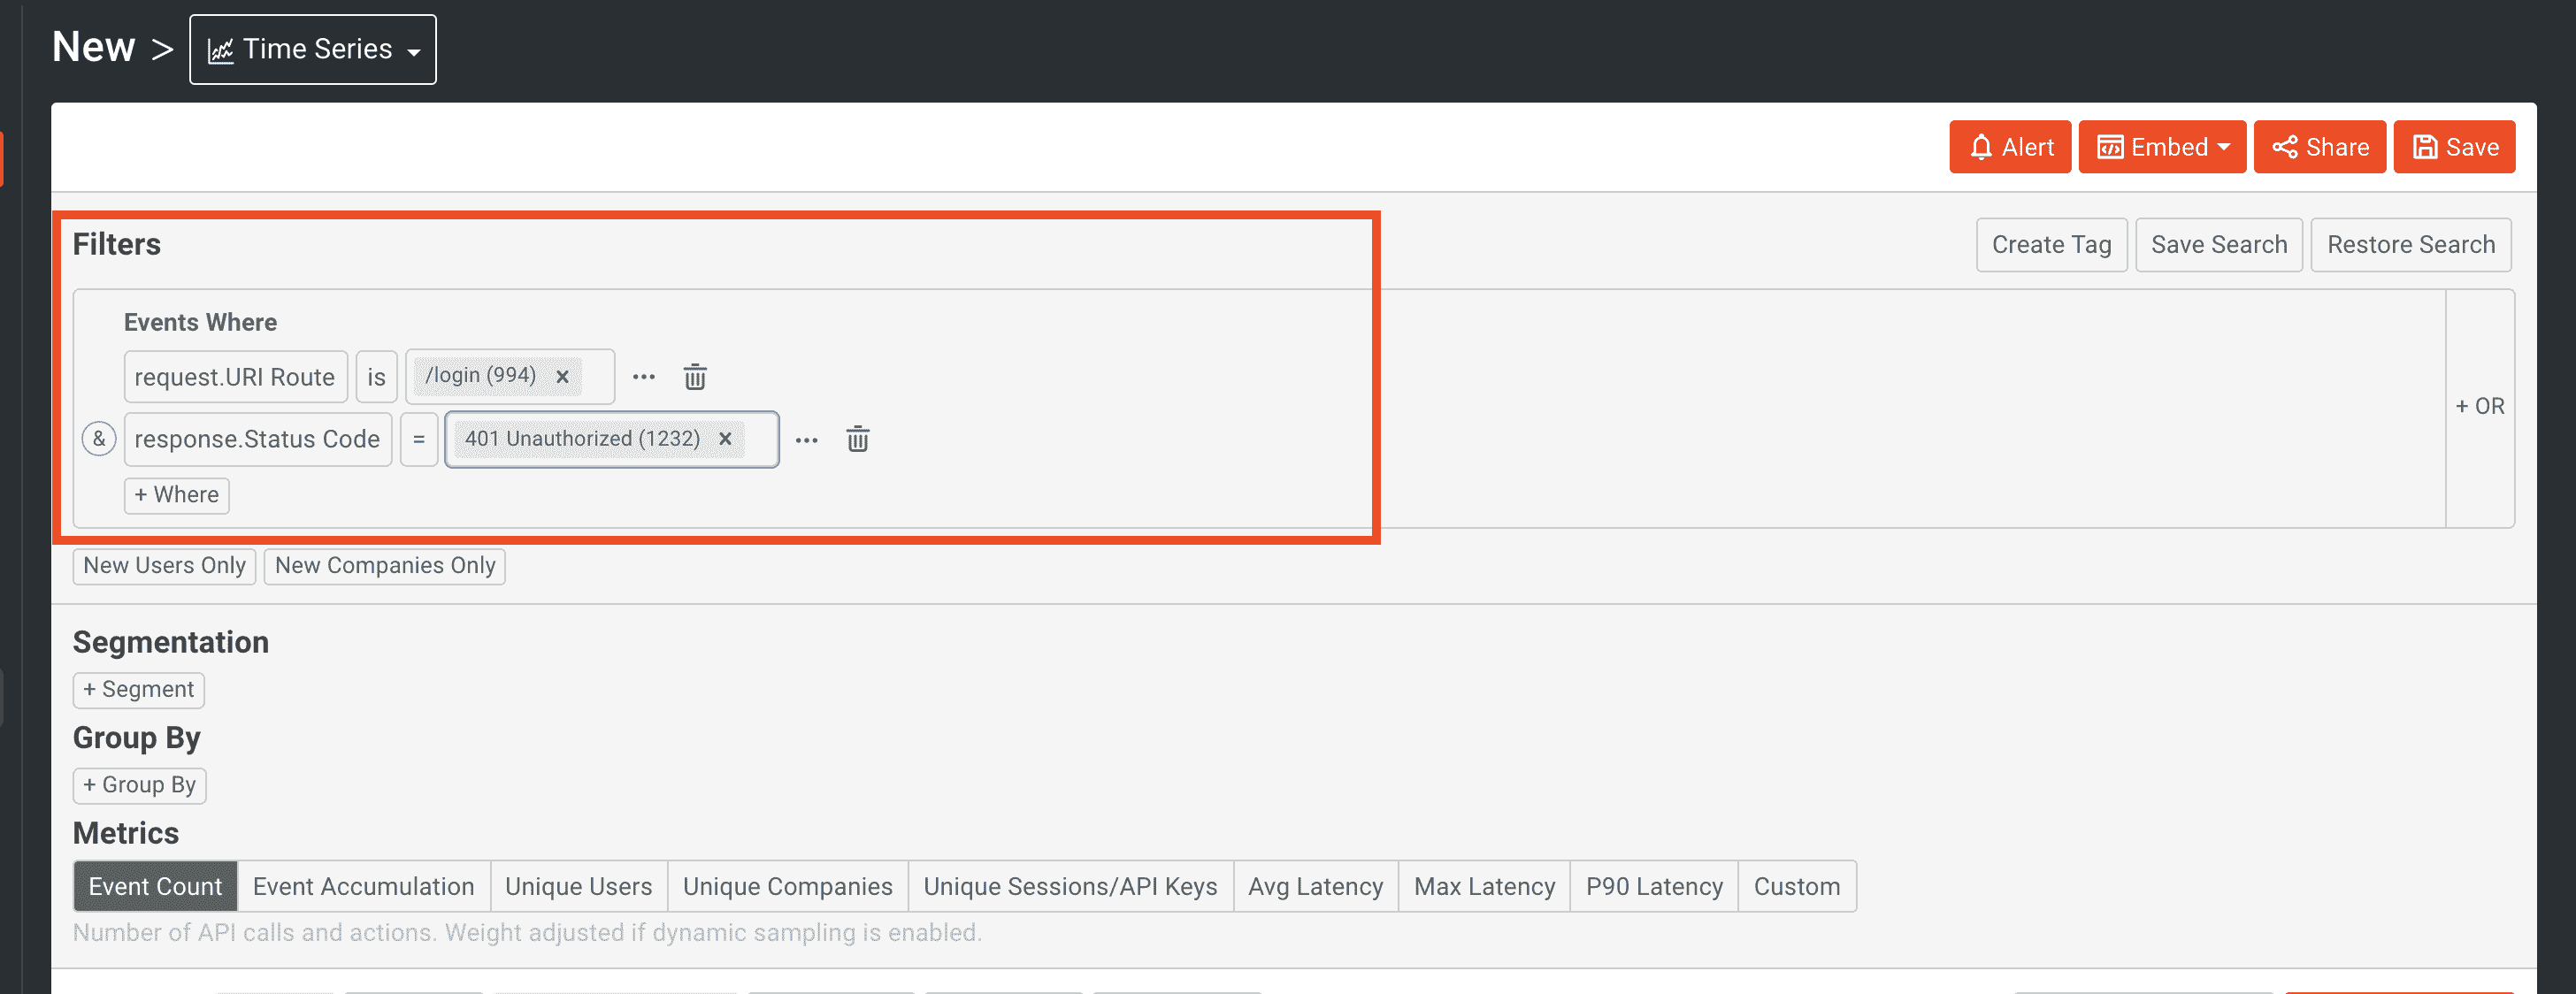 New > Time Series
Alert Embed Share Save
Filters
Create Tag Save Search Restore Search
Events Where
request.URI Route is /login (994) × ...
& response.Status Code = 401 Unauthorized (1232) × ...
+ OR
+ Where
New Users Only New Companies Only
Segmentation
+ Segment
Group By
+ Group By
Metrics
Event Count Event Accumulation Unique Users Unique Companies Unique Sessions/API Keys Avg Latency Max Latency P90 Latency Custom
Number of API calls and actions. Weight adjusted if dynamic sampling is enabled.